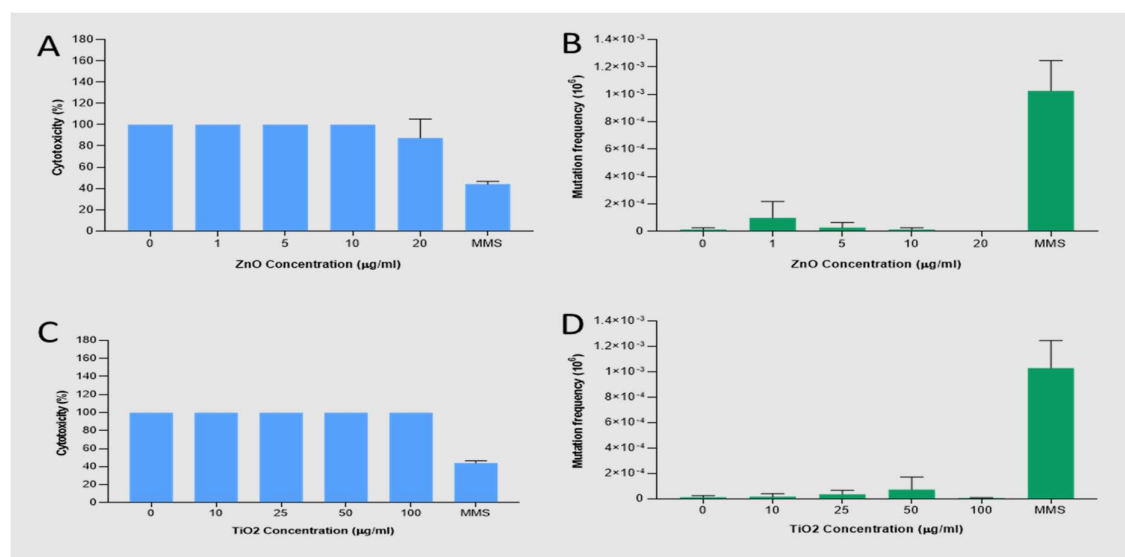 A
Cytotoxicity (%)
180
160
140
120
100
80
60
40
20
0
0 1 5 10 20 MMS
ZnO Concentration (µg/ml)
B
Mutation frequency (10⁶)
1.4×10⁻³
1.2×10⁻³
1×10⁻³
8×10⁻⁴
6×10⁻⁴
4×10⁻⁴
2×10⁻⁴
0
0 1 5 10 20 MMS
ZnO Concentration (µg/ml)
C
Cytotoxicity (%)
180
160
140
120
100
80
60
40
20
0
0 10 25 50 100 MMS
TiO2 Concentration (µg/ml)
D
Mutation frequency (10⁶)
1.4×10⁻³
1.2×10⁻³
1×10⁻³
8×10⁻⁴
6×10⁻⁴
4×10⁻⁴
2×10⁻⁴
0
0 10 25 50 100 MMS
TiO2 Concentration (µg/ml)